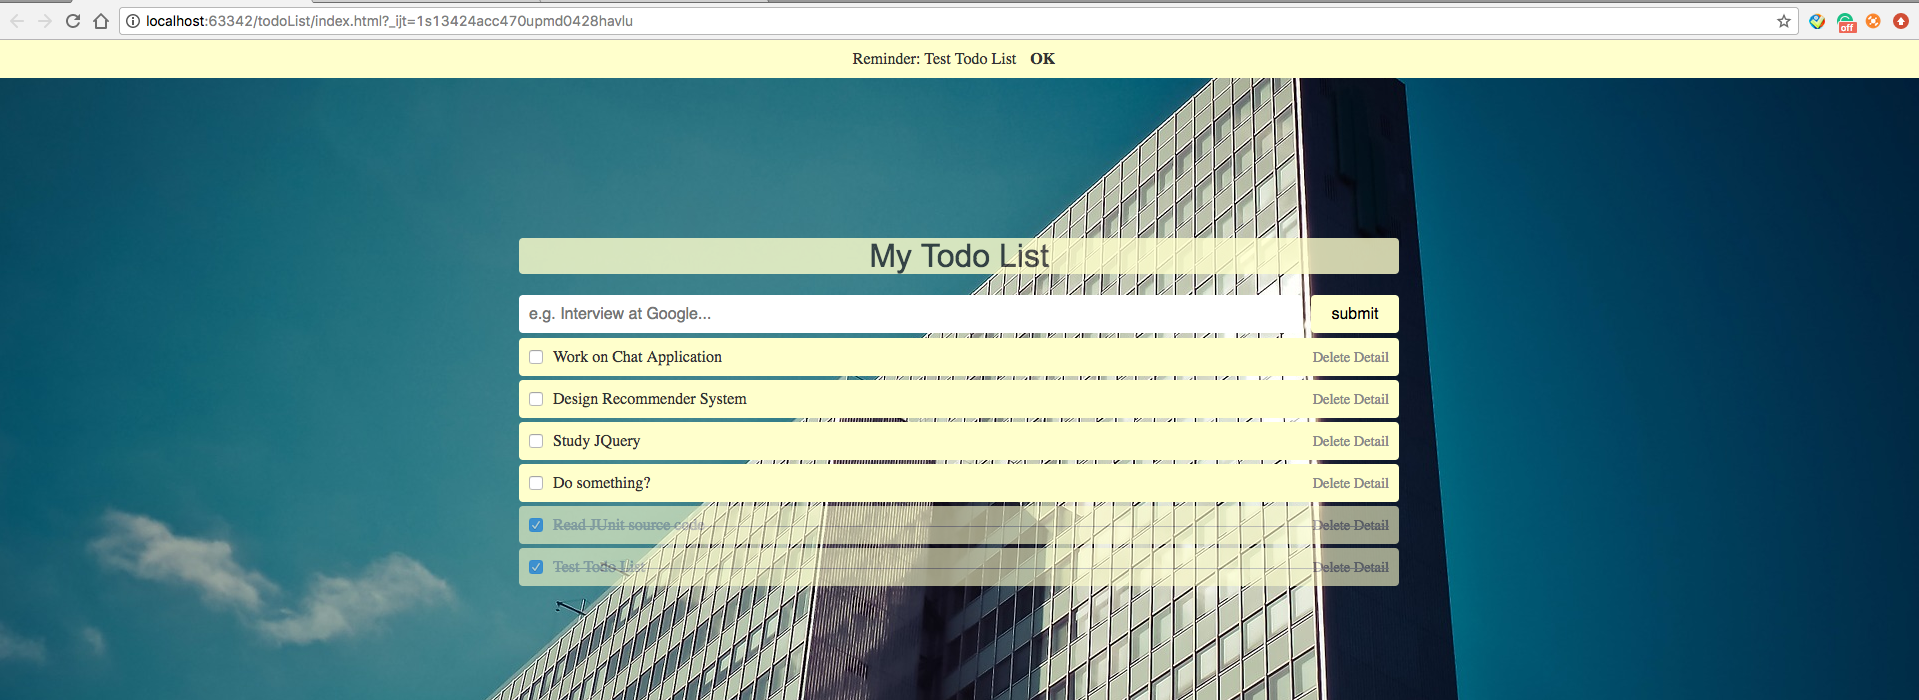 localhost:63342/todoList/index.html?_ijt=1s13424acc470upmd0428havlu
off
Reminder: Test Todo List OK
My Todo List
e.g. Interview at Google... submit
Work on Chat Application Delete Detail
Design Recommender System Delete Detail
Study JQuery Delete Detail
Do something? Delete Detail
Read JUnit source code Delete Detail
Test Todo List Delete Detail